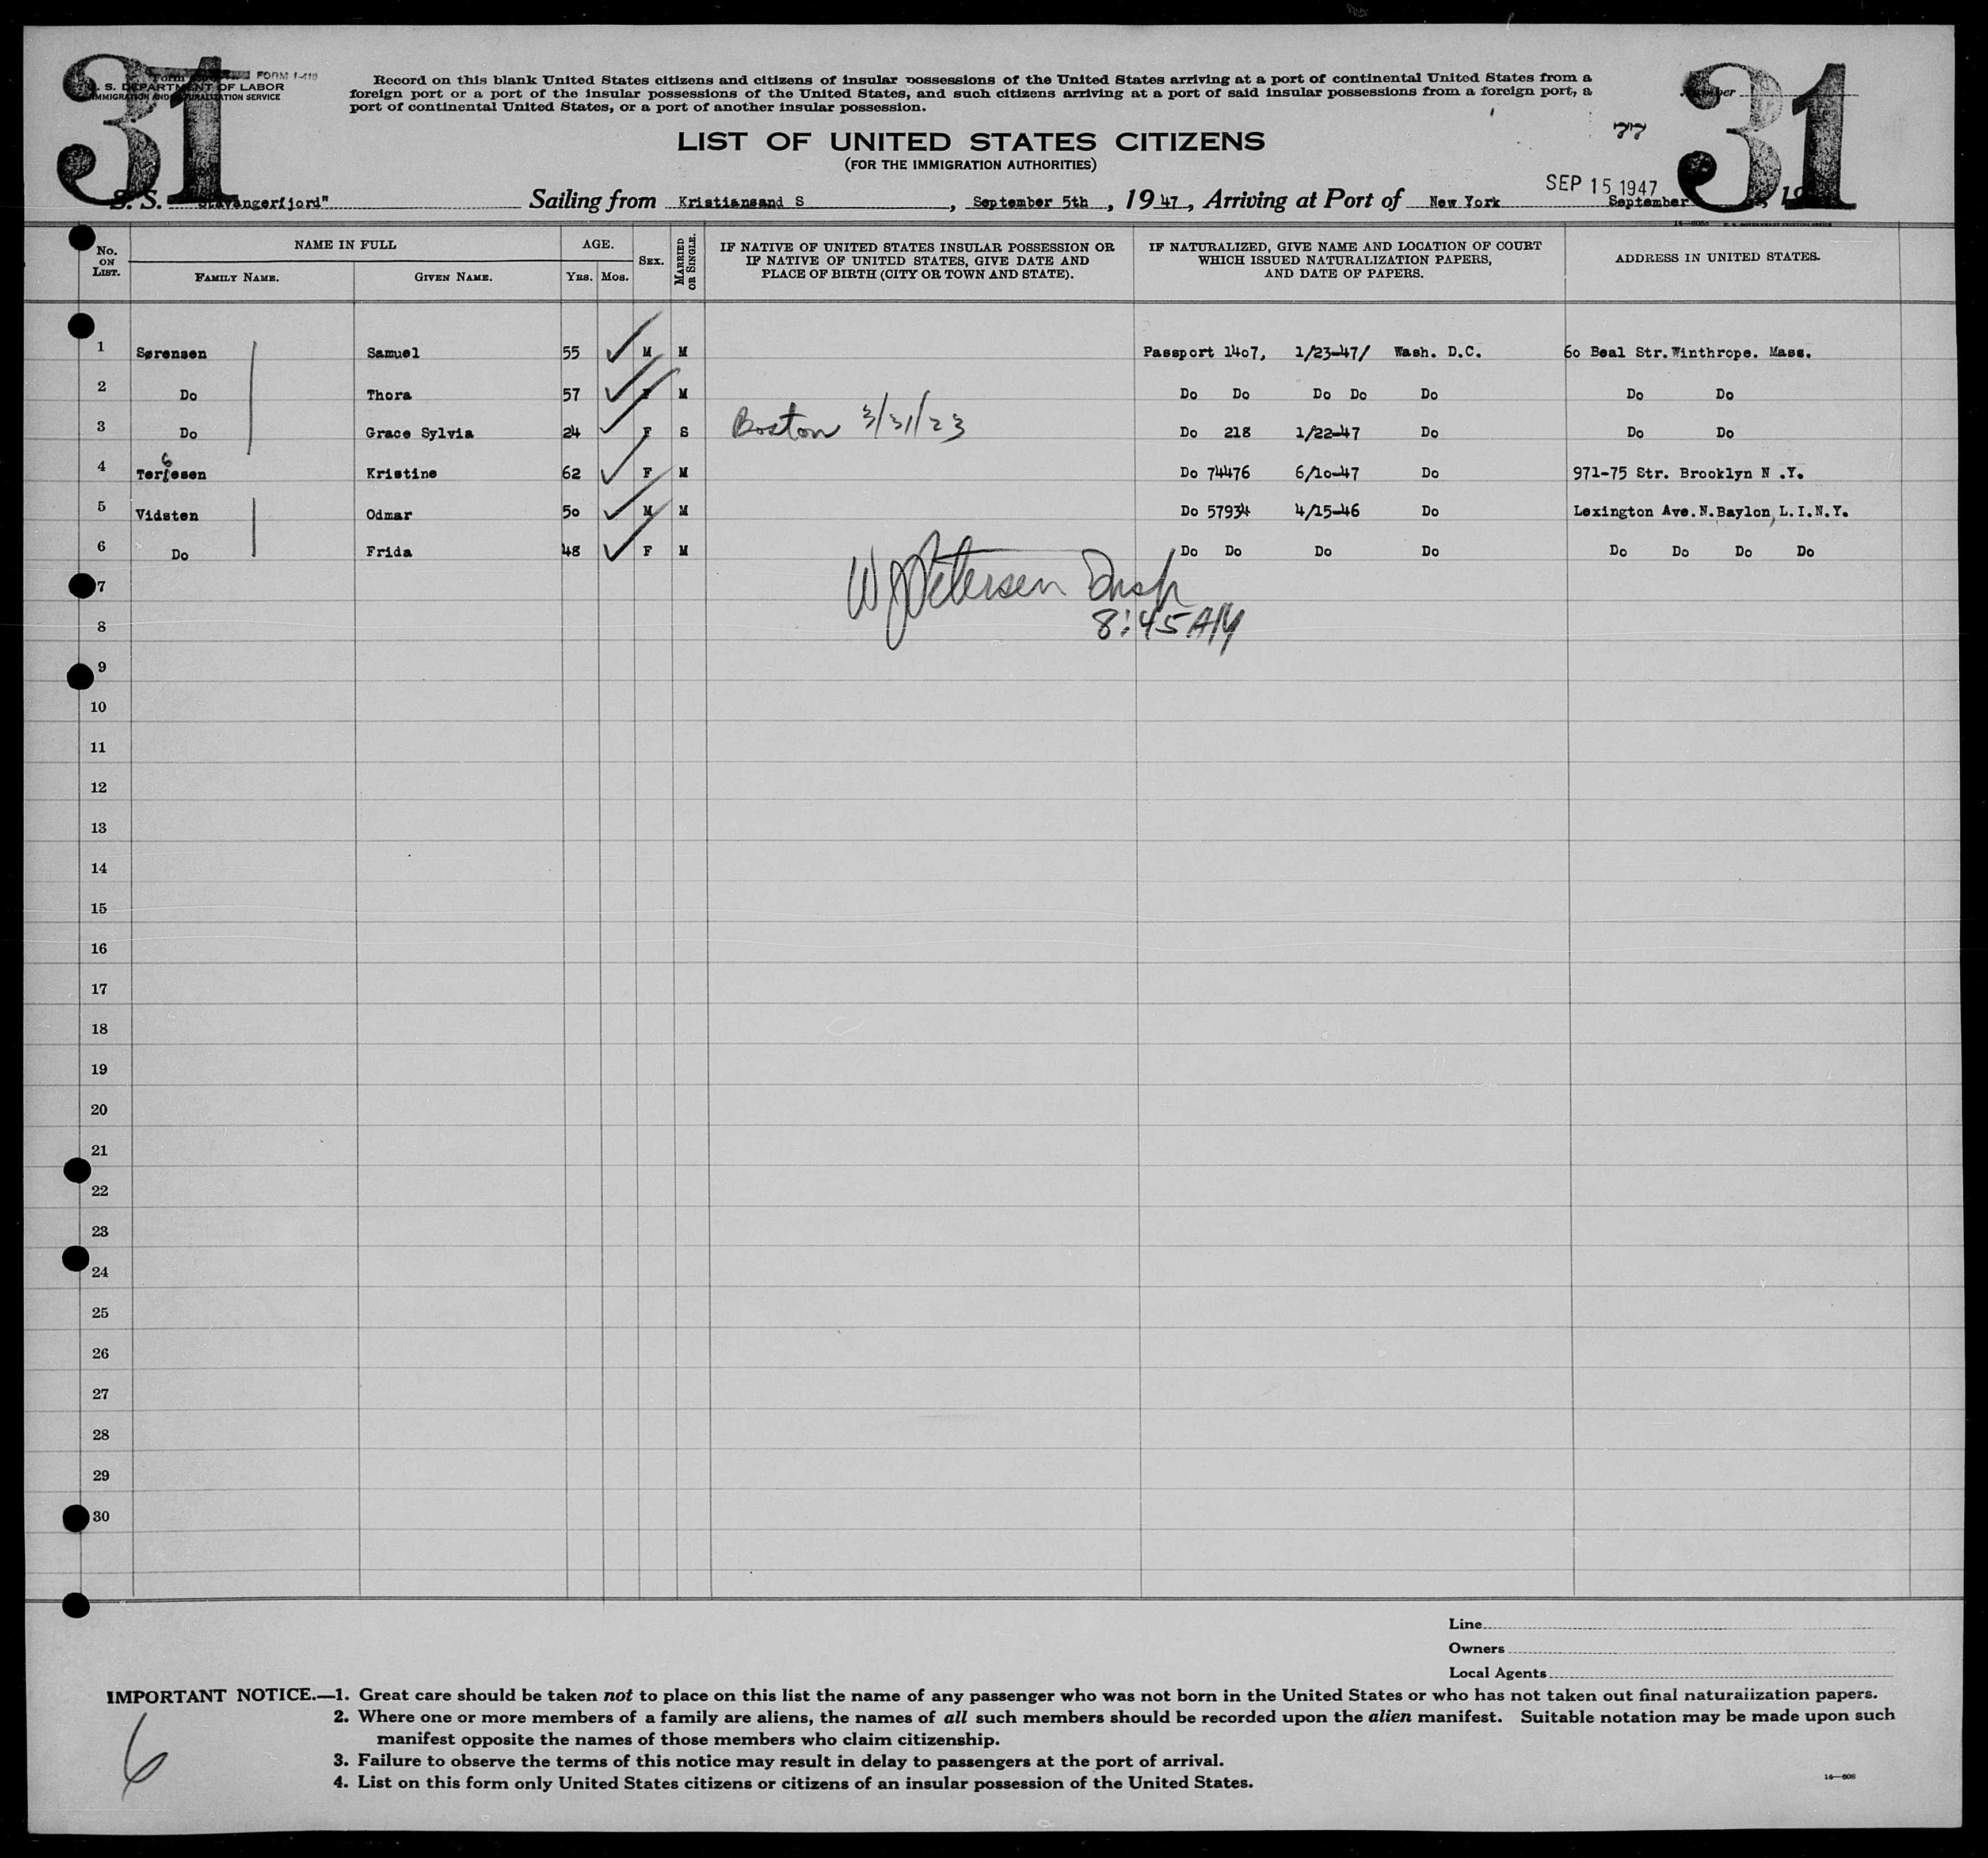 31
FORM I-418
U. S. DEPARTMENT OF LABOR
IMMIGRATION AND NATURALIZATION SERVICE
Record on this blank United States citizens and citizens of insular possessions of the United States arriving at a port of continental United States from a
foreign port or a port of the insular possessions of the United States, and such citizens arriving at a port of said insular possessions from a foreign port, a
port of continental United States, or a port of another insular possession.
Number
31
77
LIST OF UNITED STATES CITIZENS
(FOR THE IMMIGRATION AUTHORITIES)
SEP 15 1947
S. S. Stavangerfjord" Sailing from Kristiansand S, September 5th, 1947, Arriving at Port of New York September, 19
No. ON LIST. NAME IN FULL AGE. SEX. MARRIED OR SINGLE. IF NATIVE OF UNITED STATES INSULAR POSSESSION OR IF NATIVE OF UNITED STATES, GIVE DATE AND PLACE OF BIRTH (CITY OR TOWN AND STATE). IF NATURALIZED, GIVE NAME AND LOCATION OF COURT WHICH ISSUED NATURALIZATION PAPERS, AND DATE OF PAPERS. ADDRESS IN UNITED STATES.
FAMILY NAME. GIVEN NAME. YRS. MOS.
1 Sørensen Samuel 55 M M Passport 1407, 1/23-47/ Wash. D.C. 60 Beal Str. Winthrope. Mass.
2 Do Thora 57 F M Do Do Do Do Do Do Do
3 Do Grace Sylvia 24 F S Boston 3/31/23 Do 218 1/22-47 Do Do Do
4 Terjesen Kristine 62 F M Do 74476 6/10-47 Do 971-75 Str. Brooklyn N .Y.
5 Vidsten Odmar 50 M M Do 57934 4/15-46 Do Lexington Ave. N. Baylon, L.I.N.Y.
6 Do Frida 48 F M Do Do Do Do Do Do Do Do
W J Petersen Insp
7
8:45 AM
8
9
10
11
12
13
14
15
16
17
18
19
20
21
22
23
24
25
26
27
28
29
30
Line
Owners
Local Agents
IMPORTANT NOTICE.—1. Great care should be taken not to place on this list the name of any passenger who was not born in the United States or who has not taken out final naturalization papers.
2. Where one or more members of a family are aliens, the names of all such members should be recorded upon the alien manifest. Suitable notation may be made upon such
manifest opposite the names of those members who claim citizenship.
3. Failure to observe the terms of this notice may result in delay to passengers at the port of arrival.
4. List on this form only United States citizens or citizens of an insular possession of the United States.
6
14—608